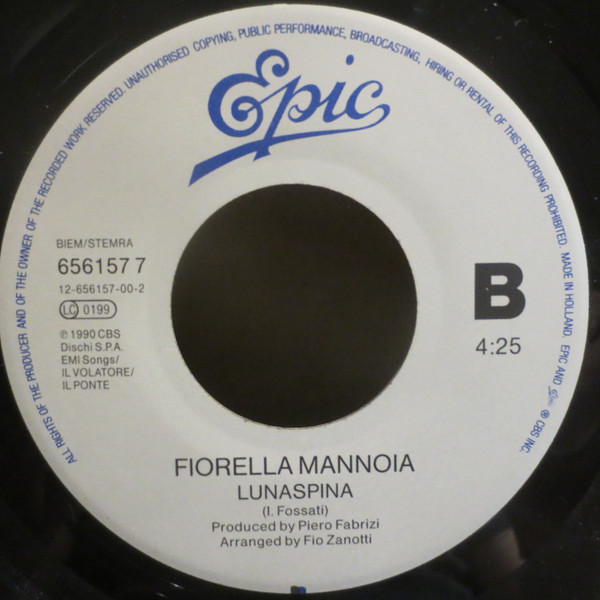 ALL RIGHTS OF THE PRODUCER AND OF THE OWNER OF THE RECORDED WORK RESERVED. UNAUTHORISED COPYING, PUBLIC PERFORMANCE, BROADCASTING, HIRING OR RENTAL OF THIS RECORDING PROHIBITED. MADE IN HOLLAND. EPIC AND Epic ® CBS INC.
Epic
BIEM/STEMRA
656157 7
12-656157-00-2
LC 0199
℗ 1990 CBS
Dischi S.P.A.
EMI Songs/
IL VOLATORE/
IL PONTE
B
4:25
FIORELLA MANNOIA
LUNASPINA
(I. Fossati)
Produced by Piero Fabrizi
Arranged by Fio Zanotti